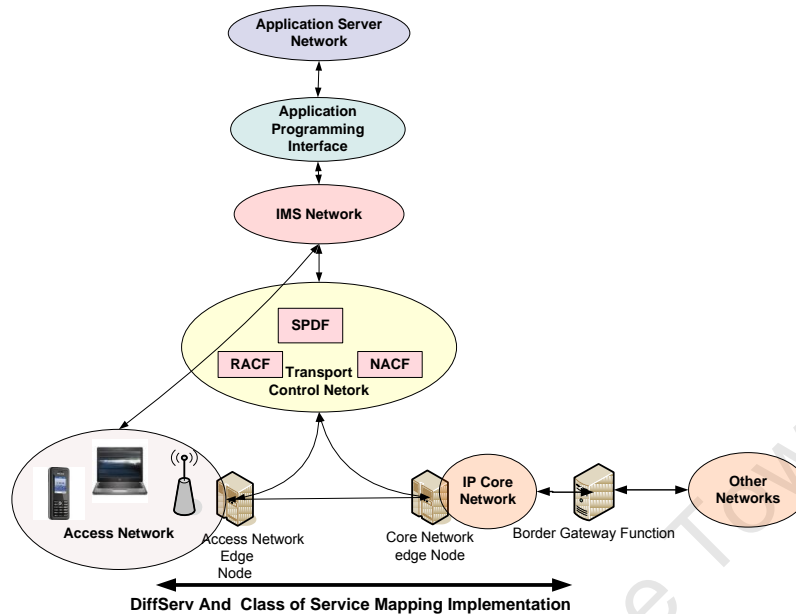 Application Server
Network
Application
Programming
Interface
IMS Network
SPDF
RACF
NACF
Transport
Control Netork
Access Network
Access Network
Edge
Node
Core Network
edge Node
IP Core
Network
Border Gateway Function
Other
Networks
DiffServ And Class of Service Mapping Implementation
e Tow